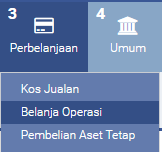 3
Perbelanjaan
4
Umum
Kos Jualan
Belanja Operasi
Pembelian Aset Tetap